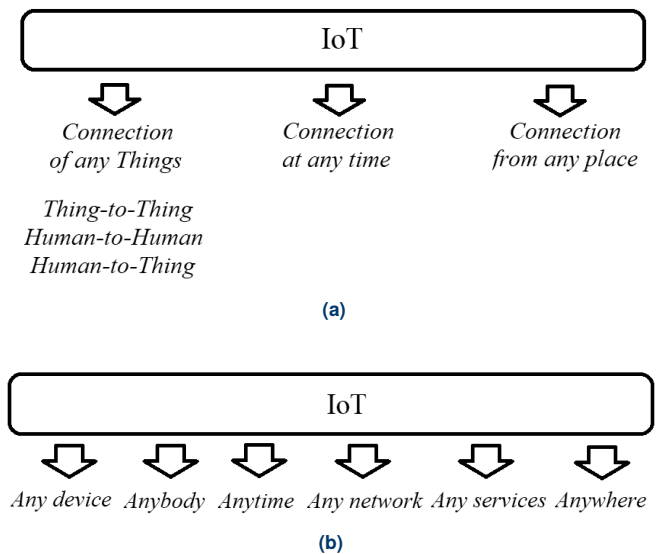 IoT
Connection
of any Things
Connection
at any time
Connection
from any place
Thing-to-Thing
Human-to-Human
Human-to-Thing
(a)
IoT
Any device Anybody Anytime Any network Any services Anywhere
(b)